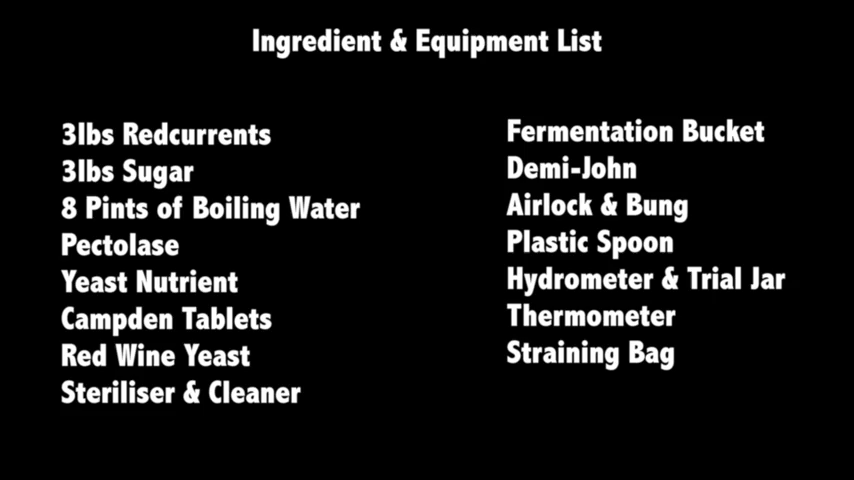 Ingredient & Equipment List
3lbs Redcurrents
3lbs Sugar
8 Pints of Boiling Water
Pectolase
Yeast Nutrient
Campden Tablets
Red Wine Yeast
Steriliser & Cleaner
Fermentation Bucket
Demi-John
Airlock & Bung
Plastic Spoon
Hydrometer & Trial Jar
Thermometer
Straining Bag